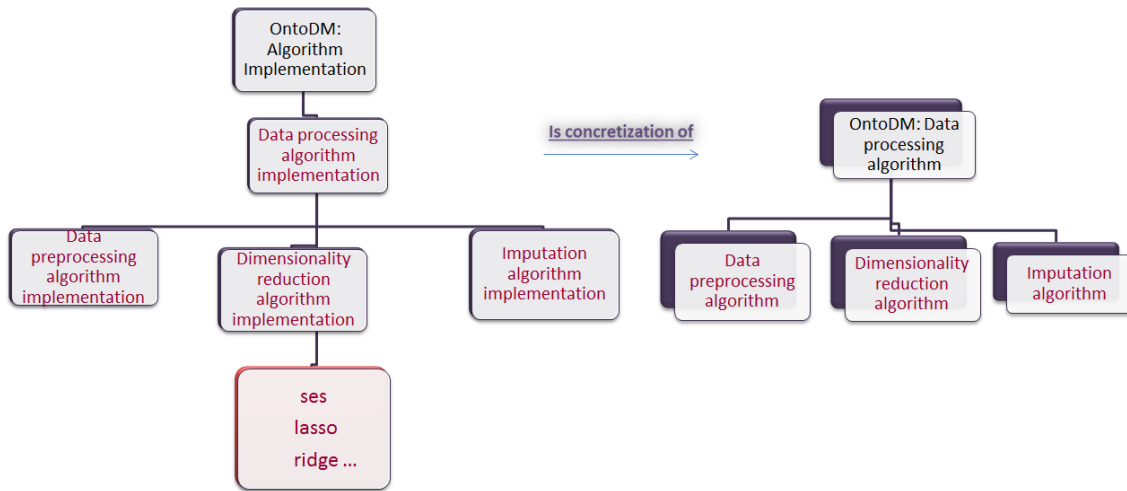 OntoDM:
Algorithm
Implementation
Data processing
algorithm
implementation
Is concretization of
OntoDM: Data
processing
algorithm
Data
preprocessing
algorithm
implementation
Dimensionality
reduction
algorithm
implementation
Imputation
algorithm
implementation
Data
preprocessing
algorithm
Dimensionality
reduction
algorithm
Imputation
algorithm
ses
lasso
ridge ...